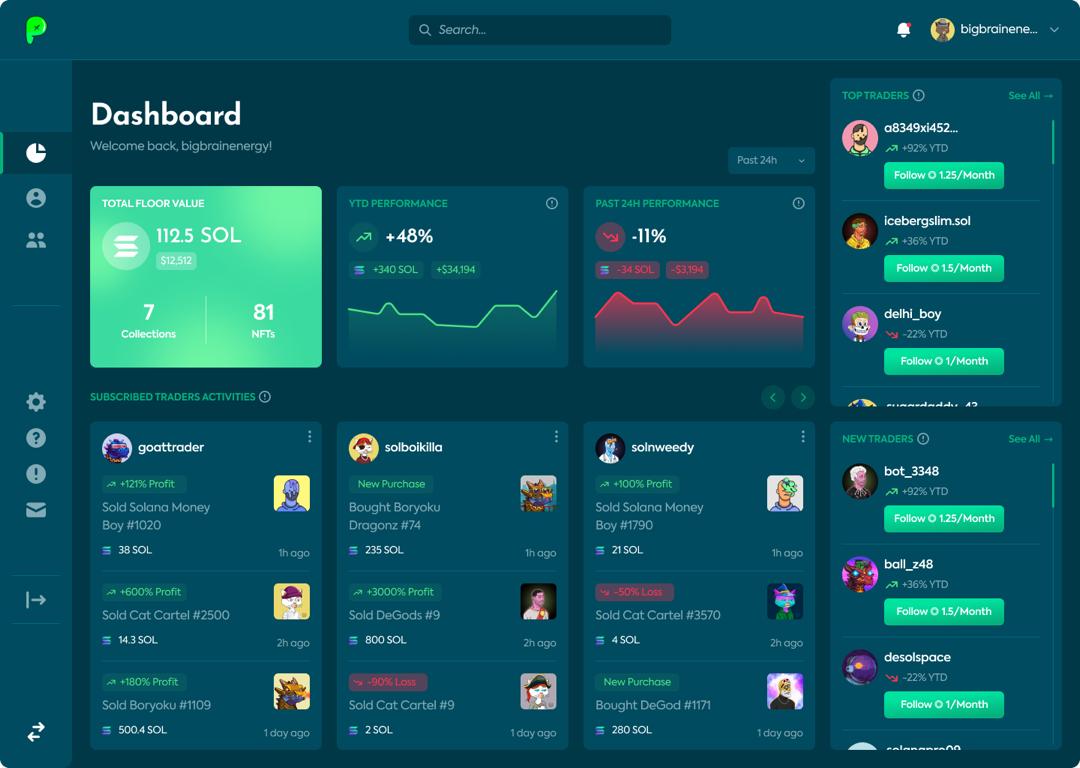 Search...
bigbrainene...
Dashboard
Welcome back, bigbrainenergy!
Past 24h
TOTAL FLOOR VALUE
112.5 SOL
$12,512
7
Collections
81
NFTs
YTD PERFORMANCE
+48%
+340 SOL
+$34,194
PAST 24H PERFORMANCE
-11%
-34 SOL
-$3,194
SUBSCRIBED TRADERS ACTIVITIES
goattrader
+121% Profit
Sold Solana Money
Boy #1020
38 SOL
1h ago
+600% Profit
Sold Cat Cartel #2500
14.3 SOL
2h ago
+180% Profit
Sold Boryoku #1109
500.4 SOL
1 day ago
solboikilla
New Purchase
Bought Boryoku
Dragonz #74
235 SOL
1h ago
+3000% Profit
Sold DeGods #9
800 SOL
2h ago
-90% Loss
Sold Cat Cartel #9
2 SOL
1 day ago
solnweedy
+100% Profit
Sold Solana Money
Boy #1790
21 SOL
1h ago
-50% Loss
Sold Cat Cartel #3570
4 SOL
2h ago
New Purchase
Bought DeGod #1171
280 SOL
1 day ago
TOP TRADERS
See All →
a8349xi452...
+92% YTD
Follow 1.25/Month
icebergslim.sol
+36% YTD
Follow 1.5/Month
delhi_boy
-22% YTD
Follow 1/Month
sugardaddy_43
NEW TRADERS
See All →
bot_3348
+92% YTD
Follow 1.25/Month
ball_z48
+36% YTD
Follow 1.5/Month
desolspace
-22% YTD
Follow 1/Month
solanapro09